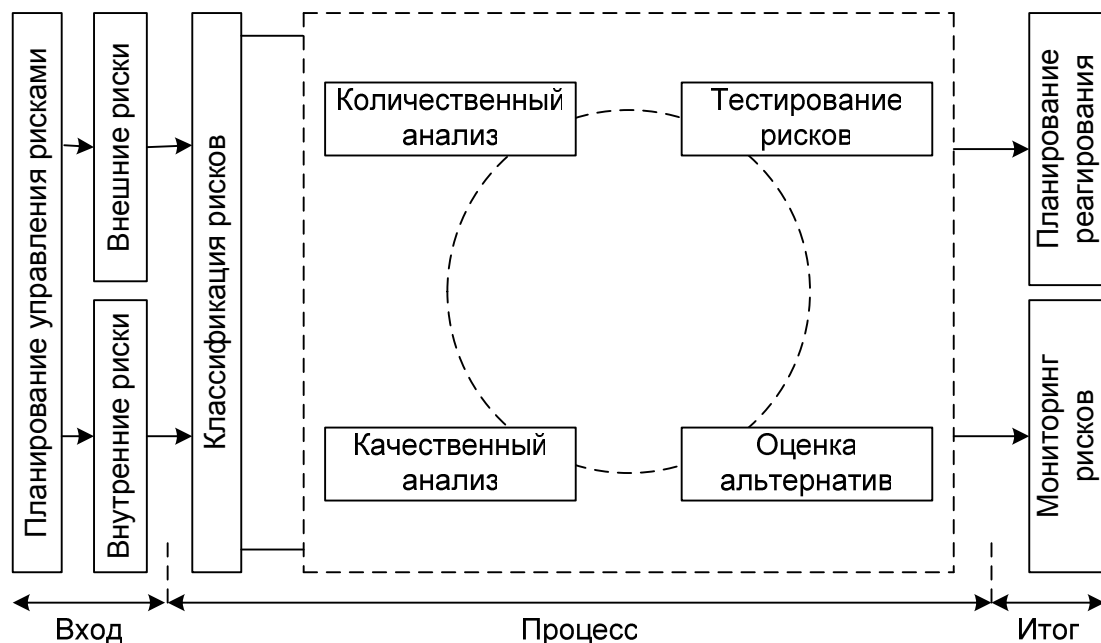 Планирование управления рисками
Внешние риски
Внутренние риски
Классификация рисков
Количественный
анализ
Тестирование
рисков
Качественный
анализ
Оценка
альтернатив
Планирование
реагирования
Мониторинг
рисков
Вход
Процесс
Итог